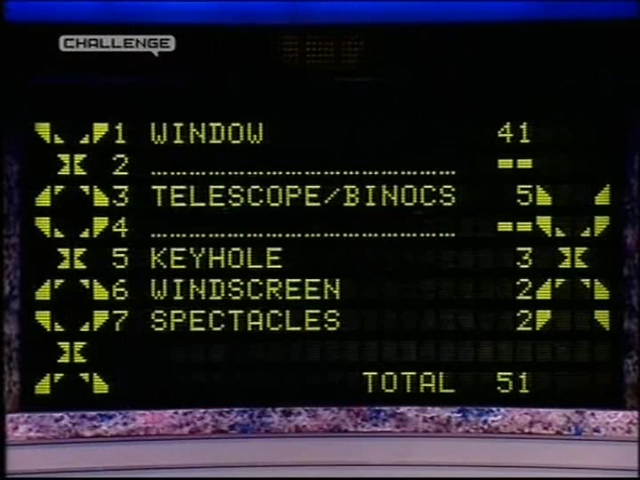 CHALLENGE
1 WINDOW 41
2 ........................................ ==
3 TELESCOPE/BINOCS 5
4 ........................................ ==
5 KEYHOLE 3
6 WINDSCREEN 2
7 SPECTACLES 2
TOTAL 51